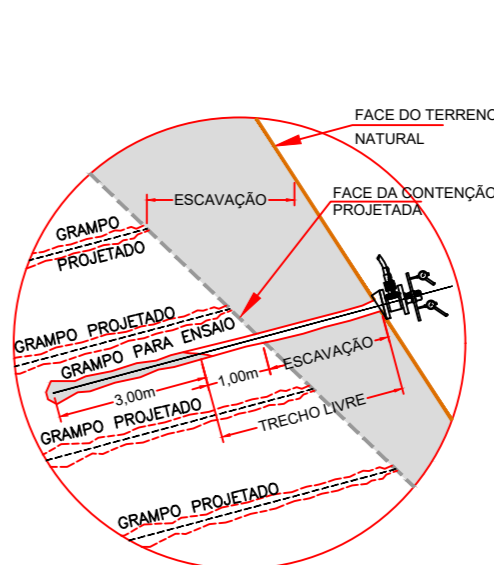 FACE DO TERRENO
NATURAL
ESCAVAÇÃO
FACE DA CONTENÇÃO
PROJETADA
GRAMPO
PROJETADO
GRAMPO PROJETADO
GRAMPO PARA ENSAIO
ESCAVAÇÃO
1,00m
3,00m
TRECHO LIVRE
GRAMPO PROJETADO
GRAMPO PROJETADO